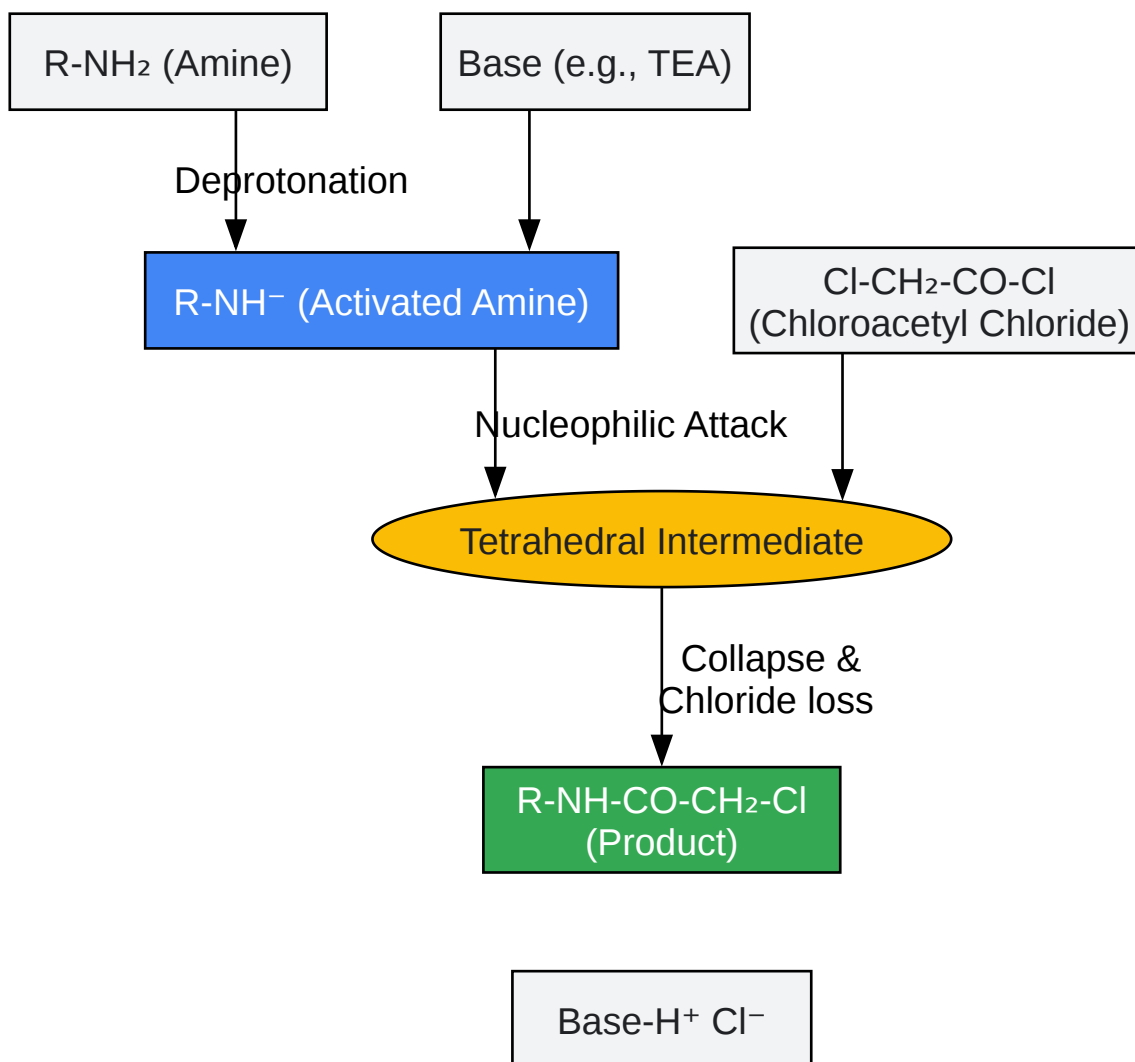 R-NH₂ (Amine)
Base (e.g., TEA)
Deprotonation
R-NH⁻ (Activated Amine)
Cl-CH₂-CO-Cl
(Chloroacetyl Chloride)
Nucleophilic Attack
Tetrahedral Intermediate
Collapse &
Chloride loss
R-NH-CO-CH₂-Cl
(Product)
Base-H⁺ Cl⁻